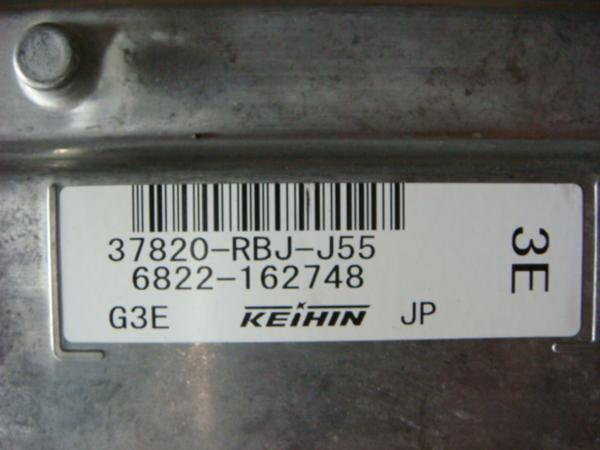 37820-RBJ-J55
6822-162748
G3E KEIHIN JP
3E